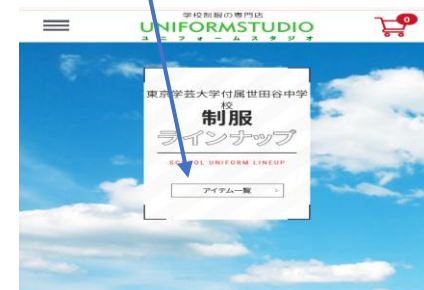 学校制服の専門店
UNIFORMSTUDIO
ユニフォームスタジオ
0
東京学芸大学付属世田谷中学
校
制服
ラインナップ
SCHOOL UNIFORM LINEUP
アイテム一覧